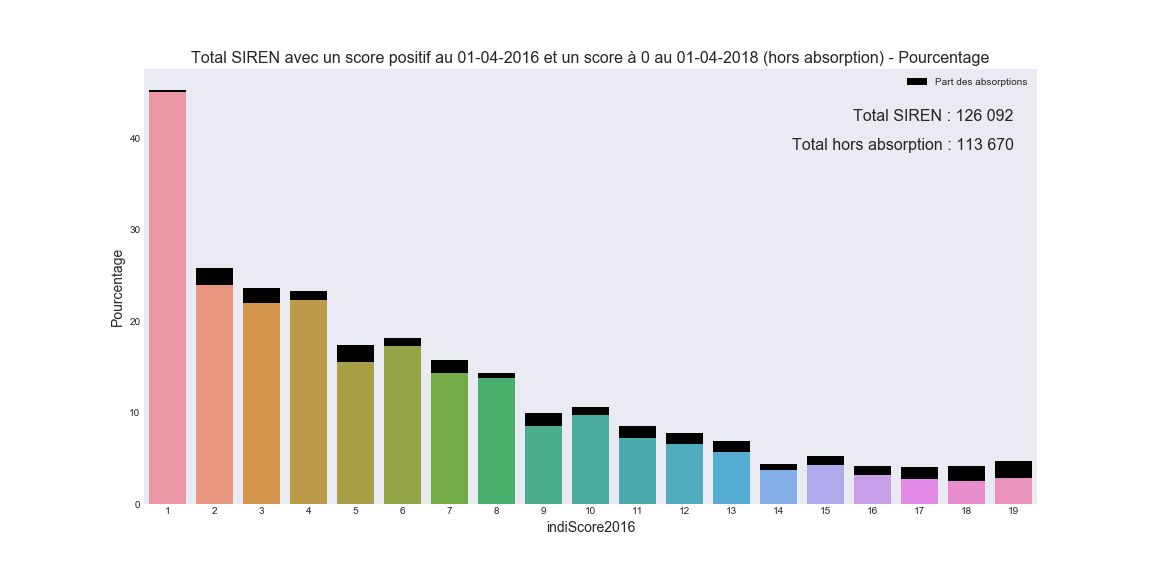 Total SIREN avec un score positif au 01-04-2016 et un score à 0 au 01-04-2018 (hors absorption) - Pourcentage
Part des absorptions
Total SIREN : 126 092
Total hors absorption : 113 670
Pourcentage
40
30
20
10
0
1 2 3 4 5 6 7 8 9 10 11 12 13 14 15 16 17 18 19
indiScore2016